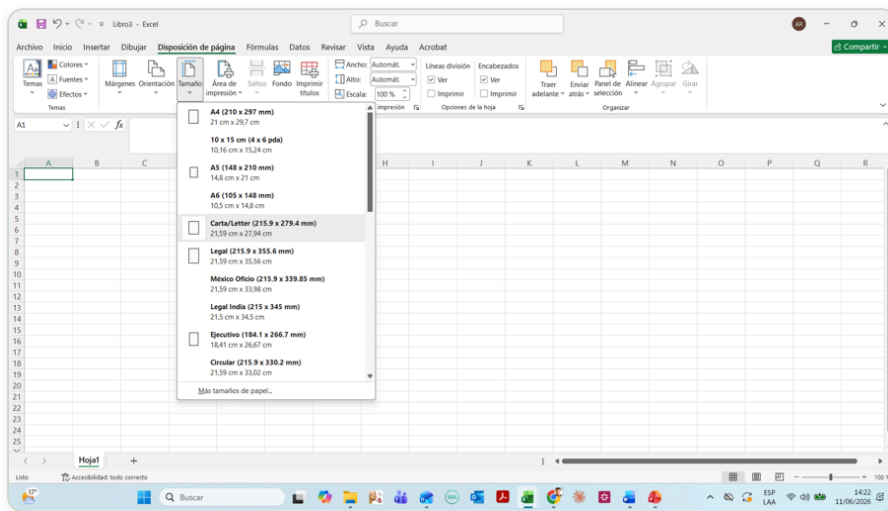 Libro3 - Excel
Buscar
AR
Archivo Inicio Insertar Dibujar Disposición de página Fórmulas Datos Revisar Vista Ayuda Acrobat
Compartir
Colores
Fuentes
Efectos
Temas
Temas
Márgenes
Orientación
Tamaño
Área de impresión
Saltos
Fondo
Imprimir títulos
Ancho: Automát.
Alto: Automát.
Escala: 100 %
impresión
Líneas división
Ver
Imprimir
Encabezados
Ver
Imprimir
Opciones de la hoja
Traer adelante
Enviar atrás
Panel de selección
Alinear
Agrupar
Girar
Organizar
A1
fx
A B C H I J K L M N O P Q R
1
2
3
4
5
6
7
8
9
10
11
12
13
14
15
16
17
18
19
20
21
22
23
24
25
A4 (210 x 297 mm)
21 cm x 29,7 cm
10 x 15 cm (4 x 6 pda)
10,16 cm x 15,24 cm
A5 (148 x 210 mm)
14,8 cm x 21 cm
A6 (105 x 148 mm)
10,5 cm x 14,8 cm
Carta/Letter (215.9 x 279.4 mm)
21,59 cm x 27,94 cm
Legal (215.9 x 355.6 mm)
21,59 cm x 35,56 cm
México Oficio (215.9 x 339.85 mm)
21,59 cm x 33,98 cm
Legal India (215 x 345 mm)
21,5 cm x 34,5 cm
Ejecutivo (184.1 x 266.7 mm)
18,41 cm x 26,67 cm
Circular (215.9 x 330.2 mm)
21,59 cm x 33,02 cm
Más tamaños de papel...
Hoja1
Listo
Accesibilidad: todo correcto
100 %
17°
Buscar
ESP
LAA
14:22
11/06/2026